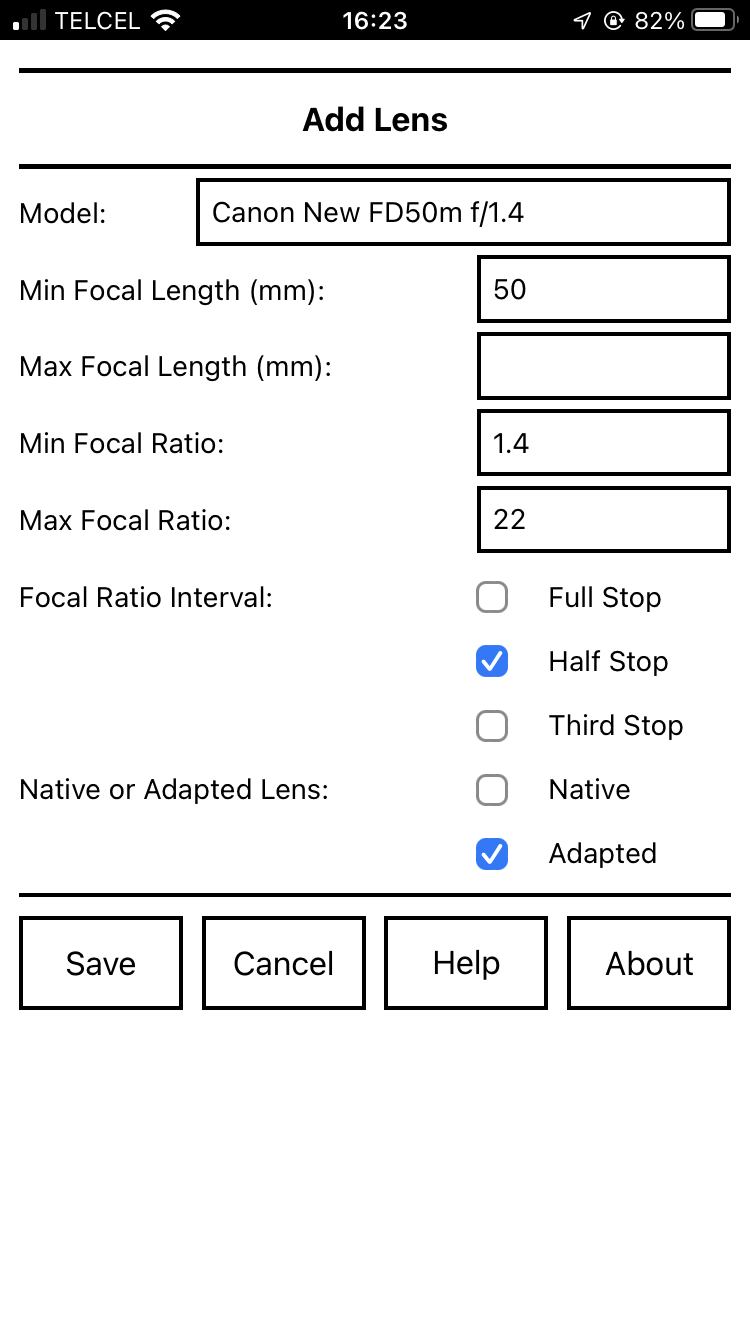 TELCEL 16:23 82%
Add Lens
Model: Canon New FD50m f/1.4
Min Focal Length (mm): 50
Max Focal Length (mm):
Min Focal Ratio: 1.4
Max Focal Ratio: 22
Focal Ratio Interval: Full Stop
Half Stop
Third Stop
Native or Adapted Lens: Native
Adapted
Save Cancel Help About